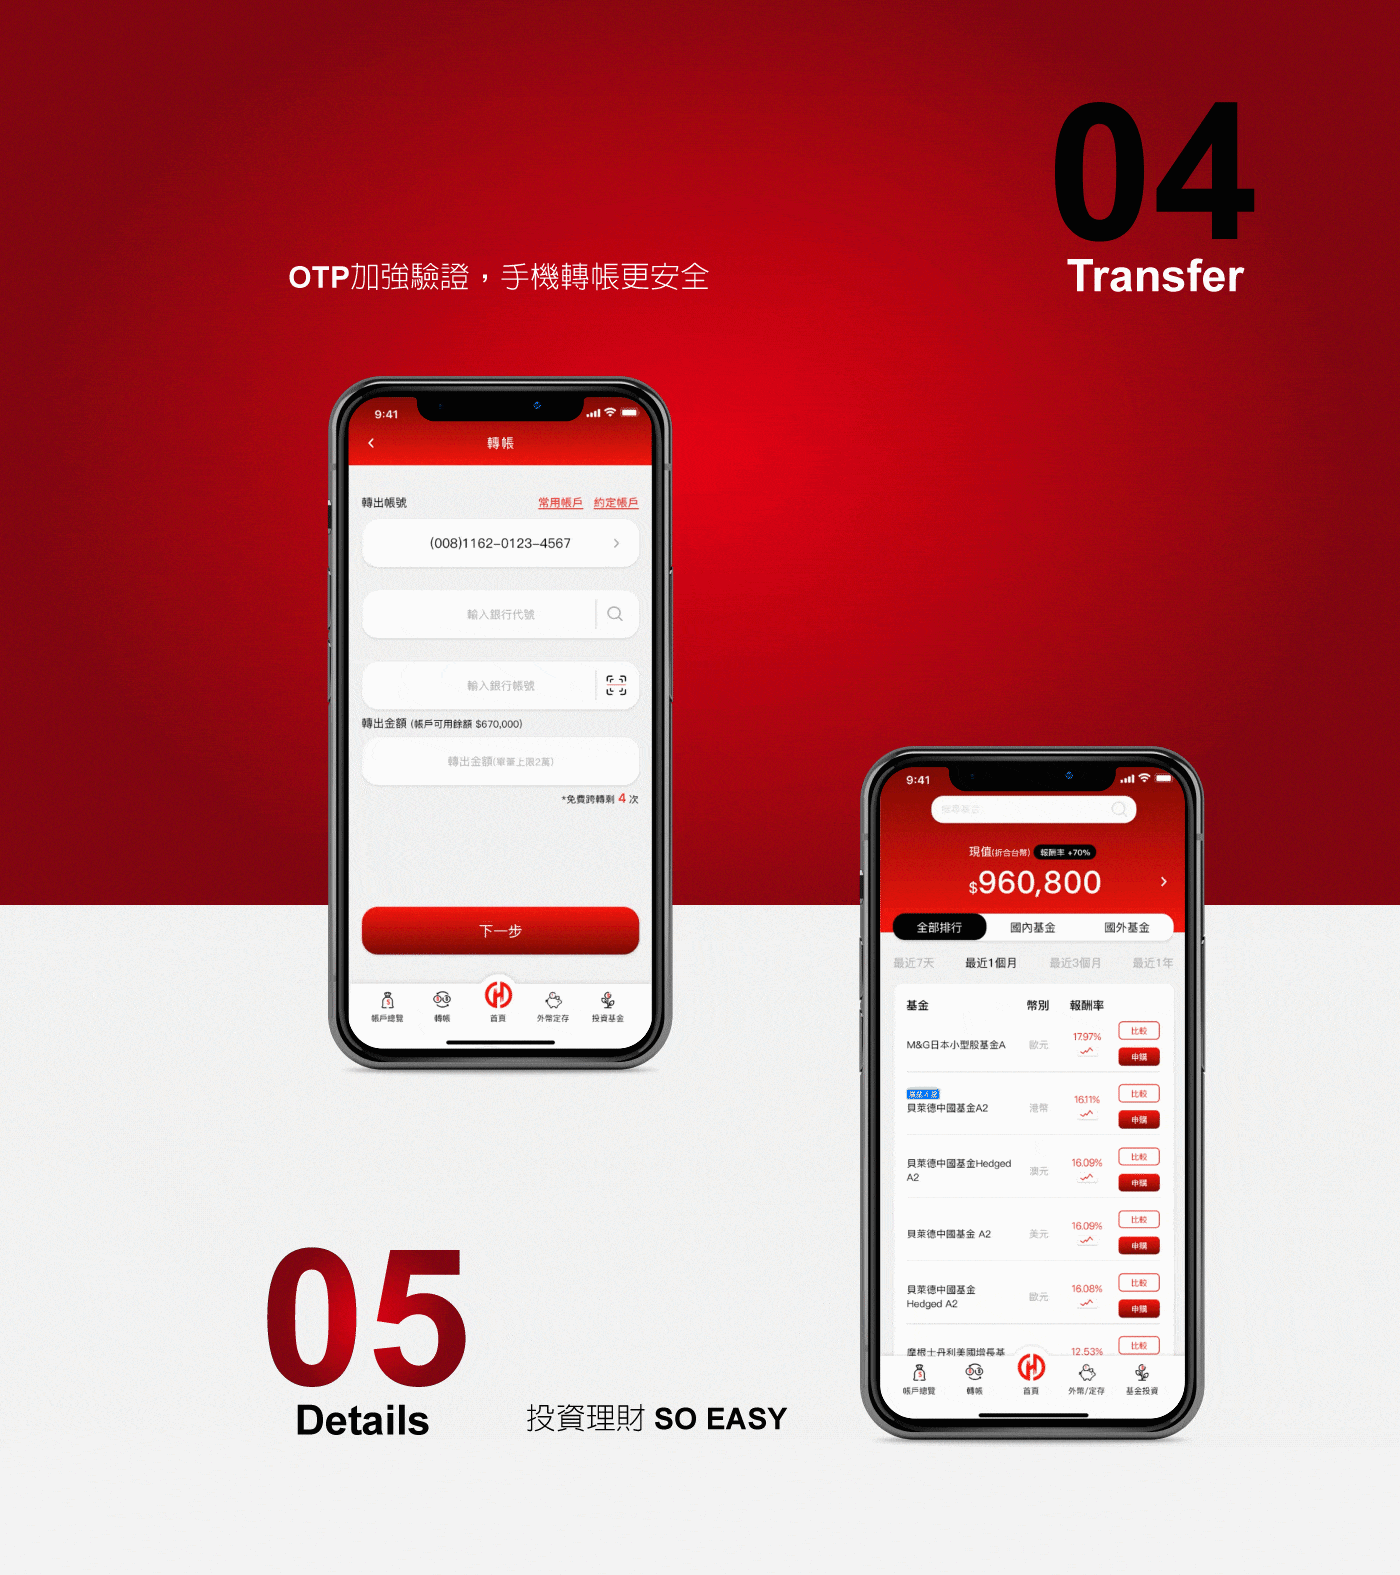 04
Transfer
OTP加強驗證，手機轉帳更安全
9:41
轉帳
轉出帳號 常用帳戶 約定帳戶
(008)1162-0123-4567
輸入銀行代號
輸入銀行帳號
轉出金額 (帳戶可用餘額 $670,000)
轉出金額(單筆上限2萬)
*免費跨轉剩 4 次
下一步
帳戶總覽 轉帳 首頁 外幣定存 投資基金
9:41
搜尋基金
現值(折合台幣) 報酬率 +70%
$960,800
全部排行 國內基金 國外基金
最近7天 最近1個月 最近3個月 最近1年
基金 幣別 報酬率
M&G日本小型股基金A 歐元 17.97% 比較 申購
貝萊德中國基金A2 港幣 16.11% 比較 申購
貝萊德中國基金Hedged A2 澳元 16.09% 比較 申購
貝萊德中國基金 A2 美元 16.09% 比較 申購
貝萊德中國基金 Hedged A2 歐元 16.08% 比較 申購
摩根士丹利美國增長基 12.53% 比較
帳戶總覽 轉帳 首頁 外幣/定存 基金投資
05
Details
投資理財 SO EASY